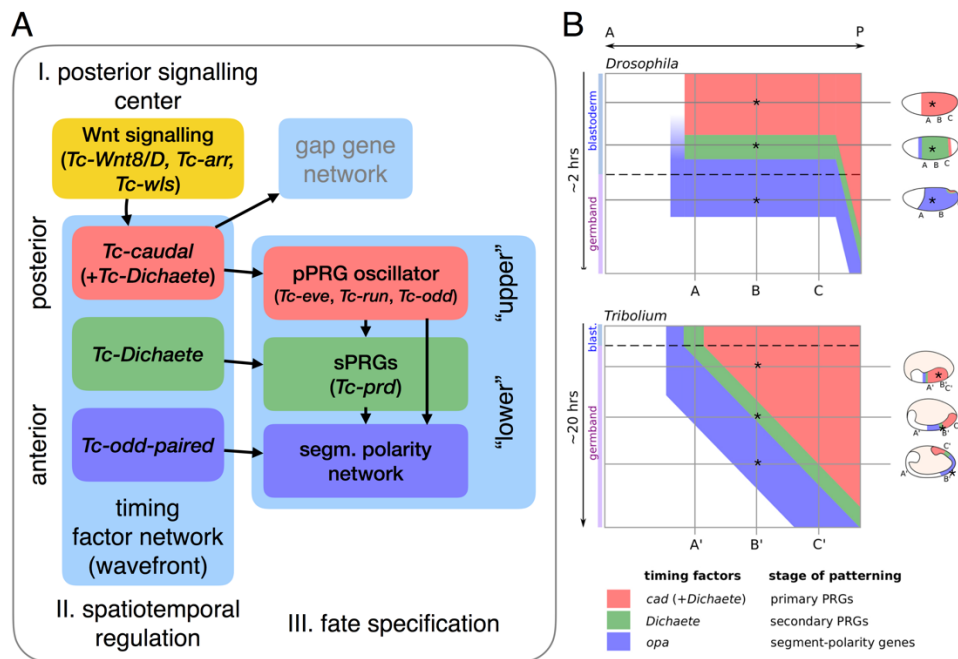 A
I. posterior signalling
center
Wnt signalling
(Tc-Wnt8/D, Tc-arr,
Tc-wls)
gap gene
network
posterior
anterior
Tc-caudal
(+Tc-Dichaete)
Tc-Dichaete
Tc-odd-paired
timing
factor network
(wavefront)
II. spatiotemporal
regulation
pPRG oscillator
(Tc-eve, Tc-run, Tc-odd)
sPRGs
(Tc-prd)
segm. polarity
network
"upper"
"lower"
III. fate specification
B
A P
Drosophila
~2 hrs
blastoderm
germband
* * *
A B C
A B C
A B C
A B
Tribolium
~20 hrs
blast.
germband
* * *
A' B' C'
A' B' C'
A' B' C
C'
A' B'
timing factors stage of patterning
cad (+Dichaete) primary PRGs
Dichaete secondary PRGs
opa segment-polarity genes